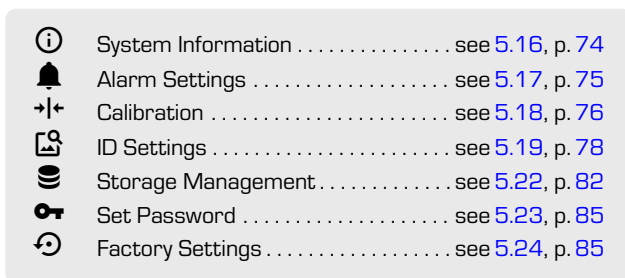 System Information . . . . . . . . . . . . . . . see 5.16, p. 74
Alarm Settings . . . . . . . . . . . . . . . . . . . see 5.17, p. 75
Calibration . . . . . . . . . . . . . . . . . . . . . . . see 5.18, p. 76
ID Settings . . . . . . . . . . . . . . . . . . . . . . . see 5.19, p. 78
Storage Management . . . . . . . . . . . . . see 5.22, p. 82
Set Password . . . . . . . . . . . . . . . . . . . . see 5.23, p. 85
Factory Settings . . . . . . . . . . . . . . . . . . see 5.24, p. 85